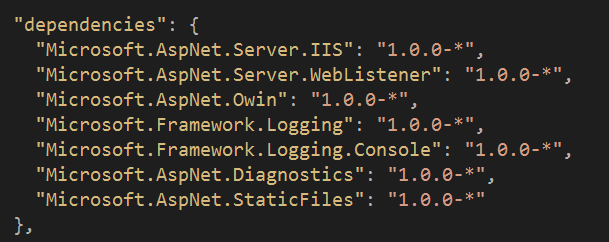 "dependencies": {
"Microsoft.AspNet.Server.IIS": "1.0.0-*",
"Microsoft.AspNet.Server.WebListener": "1.0.0-*",
"Microsoft.AspNet.Owin": "1.0.0-*",
"Microsoft.Framework.Logging": "1.0.0-*",
"Microsoft.Framework.Logging.Console": "1.0.0-*",
"Microsoft.AspNet.Diagnostics": "1.0.0-*",
"Microsoft.AspNet.StaticFiles": "1.0.0-*"
},